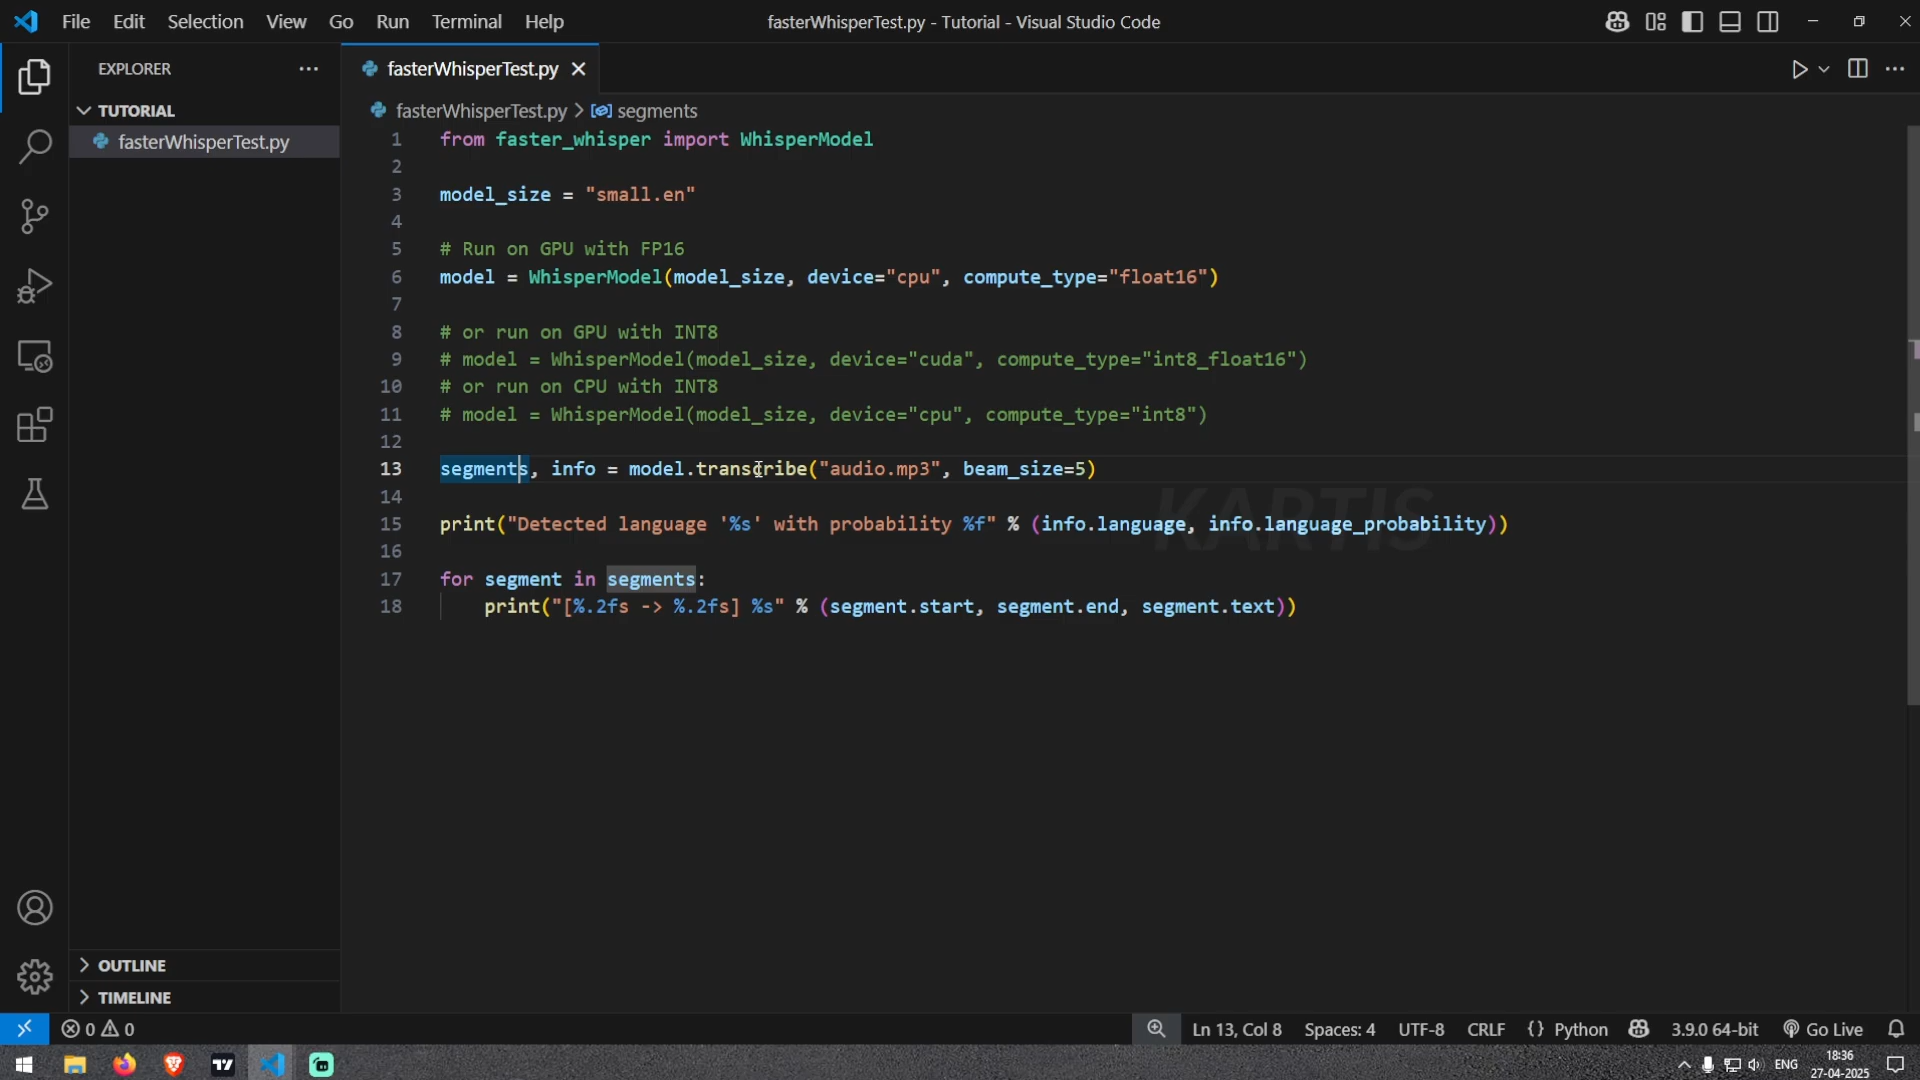 File Edit Selection View Go Run Terminal Help
fasterWhisperTest.py - Tutorial - Visual Studio Code
EXPLORER
TUTORIAL
fasterWhisperTest.py
OUTLINE
TIMELINE
fasterWhisperTest.py
fasterWhisperTest.py > segments
1 from faster_whisper import WhisperModel
2
3 model_size = "small.en"
4
5 # Run on GPU with FP16
6 model = WhisperModel(model_size, device="cpu", compute_type="float16")
7
8 # or run on GPU with INT8
9 # model = WhisperModel(model_size, device="cuda", compute_type="int8_float16")
10 # or run on CPU with INT8
11 # model = WhisperModel(model_size, device="cpu", compute_type="int8")
12
13 segments, info = model.transcribe("audio.mp3", beam_size=5)
14
15 print("Detected language '%s' with probability %f" % (info.language, info.language_probability))
16
17 for segment in segments:
18 print("[%.2fs -> %.2fs] %s" % (segment.start, segment.end, segment.text))
KARTIS
0 0
Ln 13, Col 8 Spaces: 4 UTF-8 CRLF {} Python 3.9.0 64-bit Go Live
ENG
18:36
27-04-2025